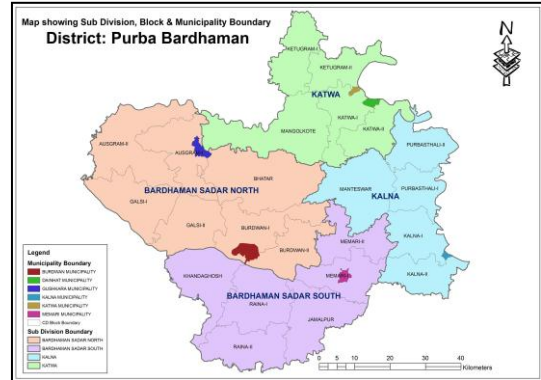 Map showing Sub Division, Block & Municipality Boundary
District: Purba Bardhaman
N
KETUGRAM-I
KETUGRAM-II
KATWA
MANGOLKOTE
KATWA-I
KATWA-II
AUSGRAM-II
AUSGRAM-I
PURBASTHALI-II
BHATAR
BARDHAMAN SADAR NORTH
KALNA
MANTESWAR
PURBASTHALI-I
GALSI-I
GALSI-II
BURDWAN-I
BURDWAN-II
MEMARI-II
KALNA-I
KHANDAGHOSH
MEMARI-I
KALNA-II
BARDHAMAN SADAR SOUTH
RAINA-I
JAMALPUR
RAINA-II
Legend
Municipality Boundary
BURDWAN MUNICIPALITY
DAINHAT MUNICIPALITY
GUSHKARA MUNICIPALITY
KALNA MUNICIPALITY
KATWA MUNICIPALITY
MEMARI MUNICIPALITY
CD Block Boundary
Sub Division Boundary
BARDHAMAN SADAR NORTH
BARDHAMAN SADAR SOUTH
KALNA
KATWA
0 5 10 20 30 40
Kilometers